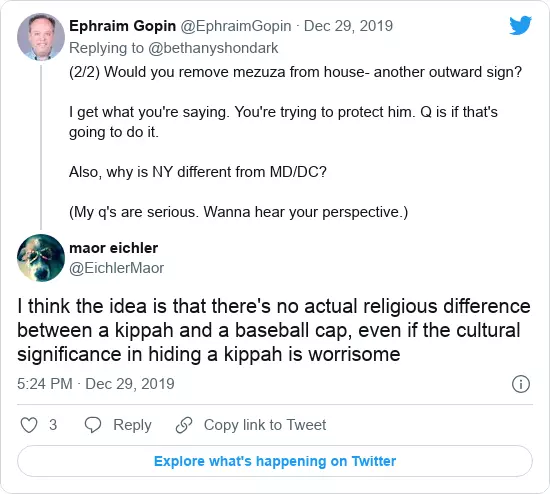 Ephraim Gopin @EphraimGopin · Dec 29, 2019
Replying to @bethanyshondark
(2/2) Would you remove mezuza from house- another outward sign?
I get what you're saying. You're trying to protect him. Q is if that's
going to do it.
Also, why is NY different from MD/DC?
(My q's are serious. Wanna hear your perspective.)
maor eichler
@EichlerMaor
I think the idea is that there's no actual religious difference
between a kippah and a baseball cap, even if the cultural
significance in hiding a kippah is worrisome
5:24 PM · Dec 29, 2019
3 Reply Copy link to Tweet
Explore what's happening on Twitter